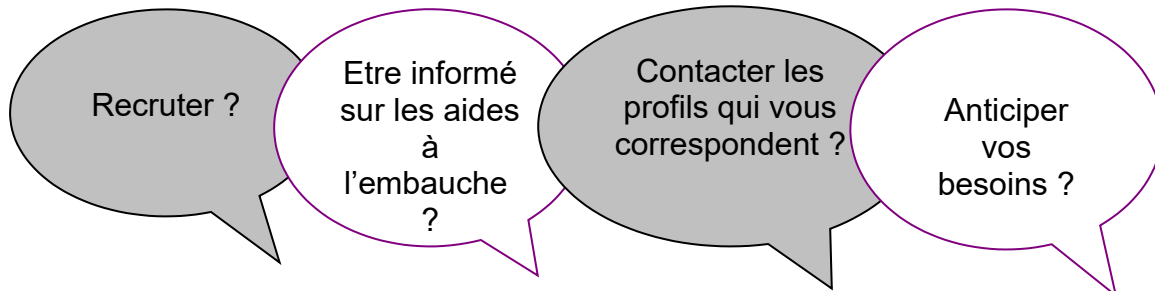 Recruter ?
Etre informé
sur les aides
à
l’embauche
?
Contacter les
profils qui vous
correspondent ?
Anticiper
vos
besoins ?